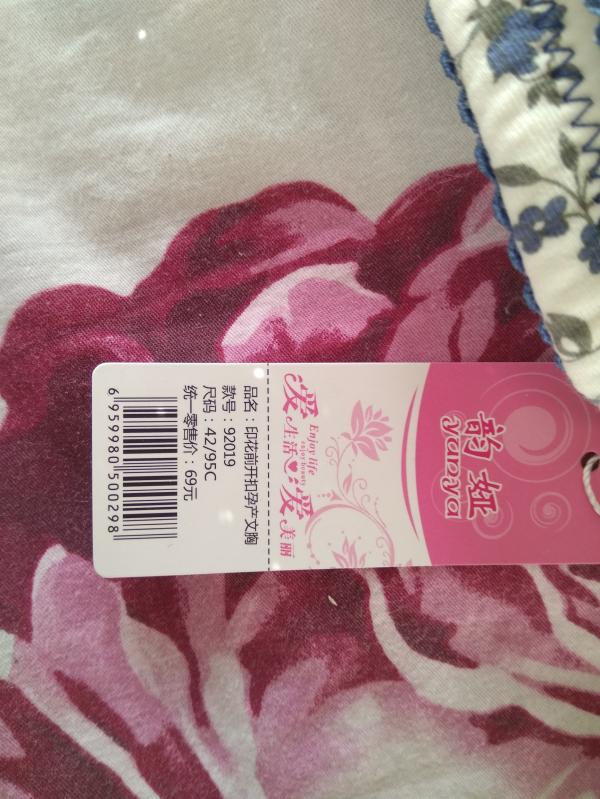 韵娅
Yaleya
Enjoy life
enjoy beauty
爱生活 爱美丽
品名：印花前开扣孕产文胸
款号：92019
尺码：42/95C
统一零售价：69元
6 959980 500298